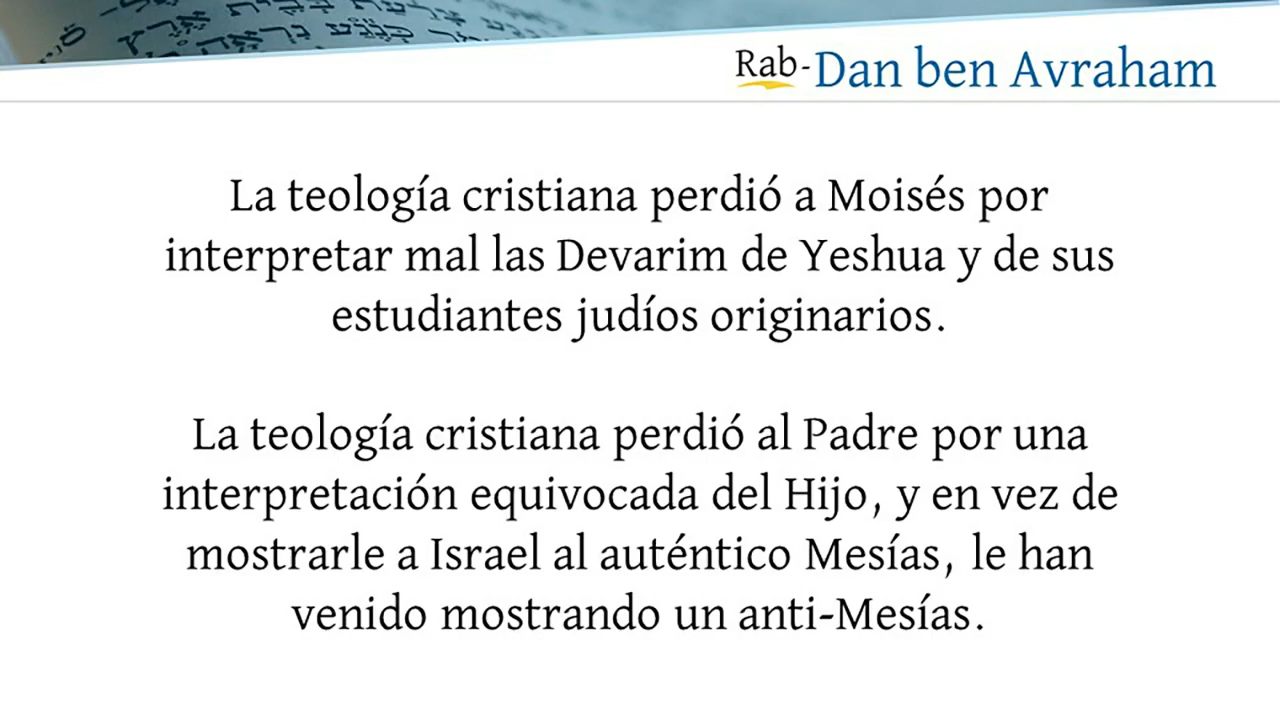 Rab-Dan ben Avraham
La teología cristiana perdió a Moisés por
interpretar mal las Devarim de Yeshua y de sus
estudiantes judíos originarios.
La teología cristiana perdió al Padre por una
interpretación equivocada del Hijo, y en vez de
mostrarle a Israel al auténtico Mesías, le han
venido mostrando un anti-Mesías.